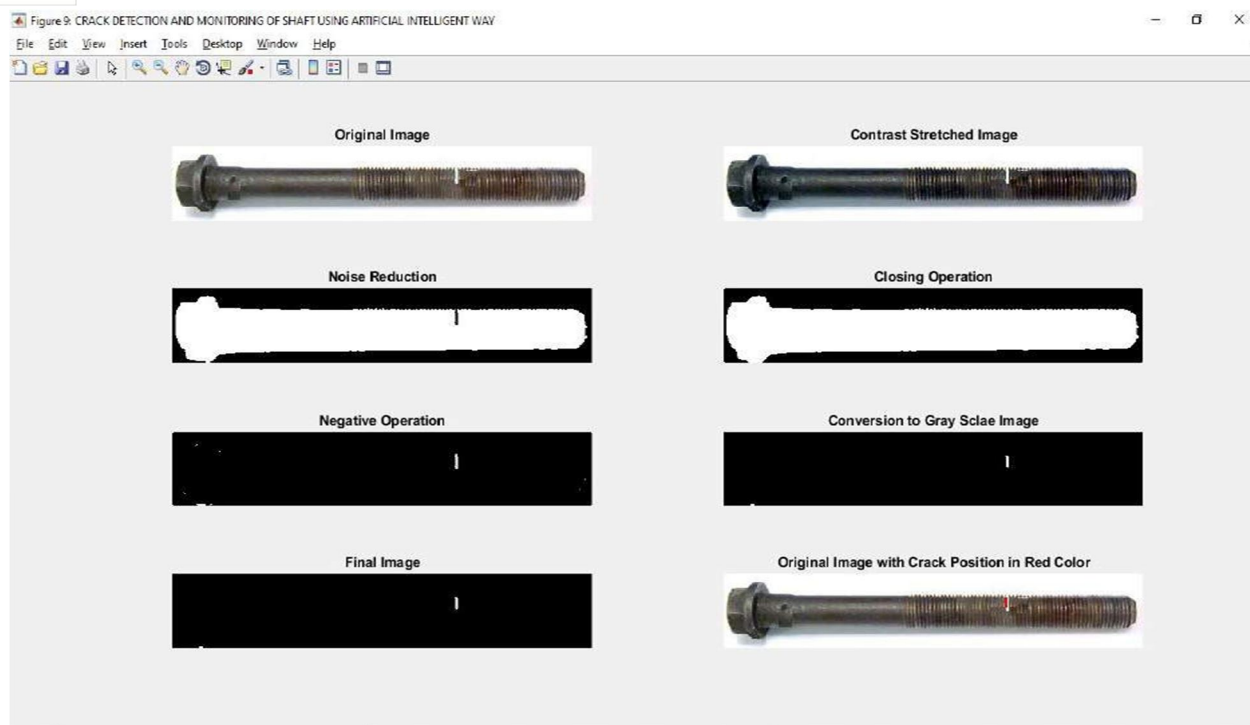 Figure 9: CRACK DETECTION AND MONITORING OF SHAFT USING ARTIFICIAL INTELLIGENT WAY
File Edit View Insert Tools Desktop Window Help
Original Image
Contrast Stretched Image
Noise Reduction
Closing Operation
Negative Operation
Conversion to Gray Sclae Image
Final Image
Original Image with Crack Position in Red Color